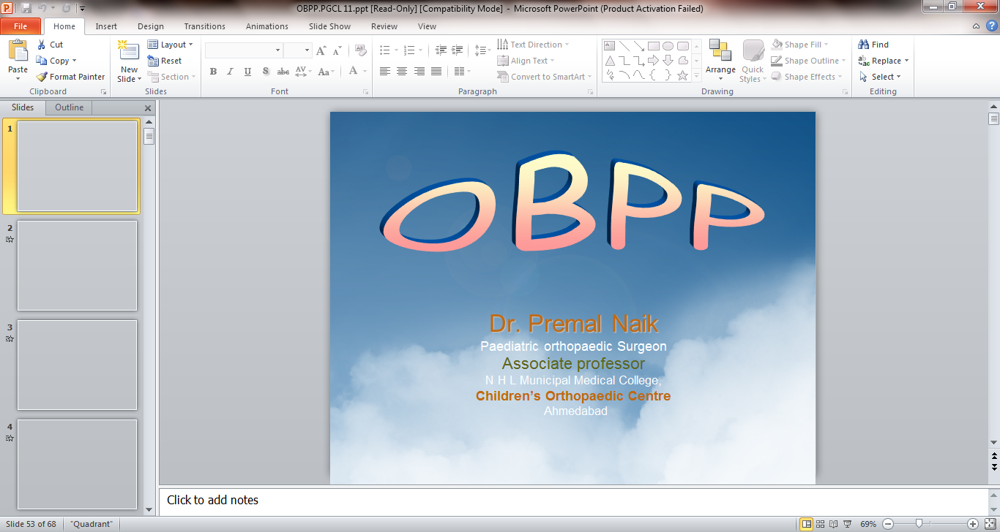 OBPP.PGCL 11.ppt [Read-Only] [Compatibility Mode] - Microsoft PowerPoint (Product Activation Failed)
File Home Insert Design Transitions Animations Slide Show Review View
Paste
Cut
Copy
Format Painter
Clipboard
New Slide
Layout
Reset
Section
Slides
B I U S abc AV Aa A
Font
Text Direction
Align Text
Convert to SmartArt
Paragraph
Arrange
Quick Styles
Shape Fill
Shape Outline
Shape Effects
Drawing
Find
Replace
Select
Editing
Slides Outline
1
2
3
4
OBPP
Dr. Premal Naik
Paediatric orthopaedic Surgeon
Associate professor
N H L Municipal Medical College,
Children's Orthopaedic Centre
Ahmedabad
Click to add notes
Slide 53 of 68 "Quadrant" 69%